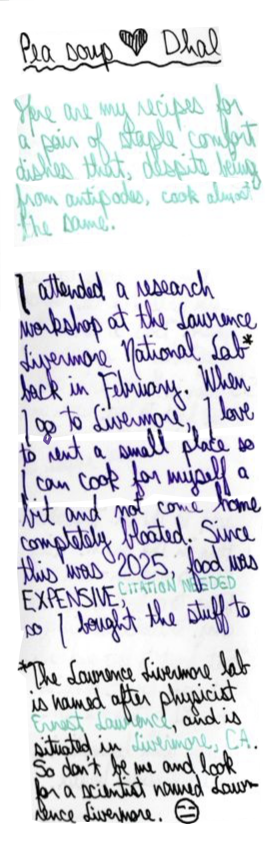 Pea soup ♥ Dhal
Here are my recipes for
a pair of staple comfort
dishes that, despite being
from antipodes, cook almost
the same.
I attended a research
workshop at the Lawrence
Livermore National Lab*
back in February. When
I go to Livermore, I love
to rent a small place so
I can cook for myself a
bit and not come home
completely bloated. Since
this was 2025, food was
EXPENSIVE, CITATION NEEDED
so I bought the stuff to
*The Lawrence Livermore lab
is named after physicist
Ernest Lawrence, and is
situated in Livermore, CA.
So don't be me and look
for a scientist named Law-
rence Livermore.